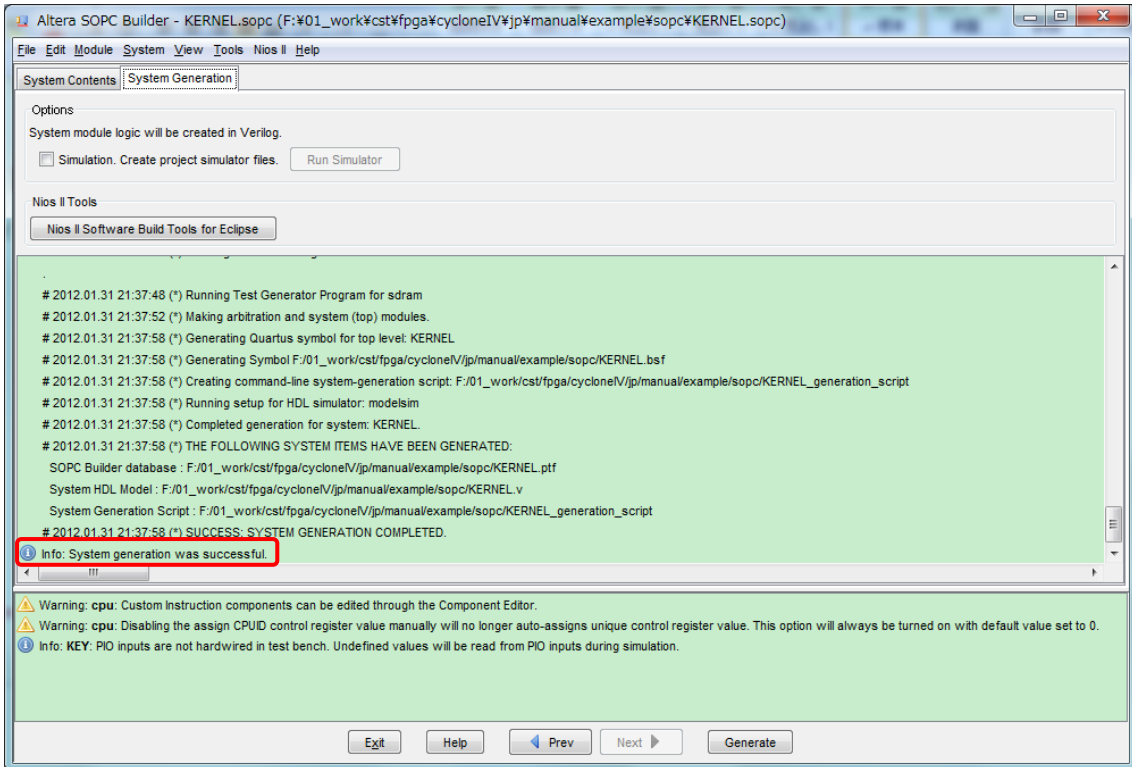 Altera SOPC Builder - KERNEL.sopc (F:¥01_work¥cst¥fpga¥cycloneIV¥jp¥manual¥example¥sopc¥KERNEL.sopc)
File Edit Module System View Tools Nios II Help
System Contents System Generation
Options
System module logic will be created in Verilog.
Simulation. Create project simulator files. Run Simulator
Nios II Tools
Nios II Software Build Tools for Eclipse
.
# 2012.01.31 21:37:48 (*) Running Test Generator Program for sdram
# 2012.01.31 21:37:52 (*) Making arbitration and system (top) modules.
# 2012.01.31 21:37:58 (*) Generating Quartus symbol for top level: KERNEL
# 2012.01.31 21:37:58 (*) Generating Symbol F:/01_work/cst/fpga/cycloneIV/jp/manual/example/sopc/KERNEL.bsf
# 2012.01.31 21:37:58 (*) Creating command-line system-generation script: F:/01_work/cst/fpga/cycloneIV/jp/manual/example/sopc/KERNEL_generation_script
# 2012.01.31 21:37:58 (*) Running setup for HDL simulator: modelsim
# 2012.01.31 21:37:58 (*) Completed generation for system: KERNEL.
# 2012.01.31 21:37:58 (*) THE FOLLOWING SYSTEM ITEMS HAVE BEEN GENERATED:
SOPC Builder database : F:/01_work/cst/fpga/cycloneIV/jp/manual/example/sopc/KERNEL.ptf
System HDL Model : F:/01_work/cst/fpga/cycloneIV/jp/manual/example/sopc/KERNEL.v
System Generation Script : F:/01_work/cst/fpga/cycloneIV/jp/manual/example/sopc/KERNEL_generation_script
# 2012.01.31 21:37:58 (*) SUCCESS: SYSTEM GENERATION COMPLETED.
Info: System generation was successful.
Warning: cpu: Custom Instruction components can be edited through the Component Editor.
Warning: cpu: Disabling the assign CPUID control register value manually will no longer auto-assigns unique control register value. This option will always be turned on with default value set to 0.
Info: KEY: PIO inputs are not hardwired in test bench. Undefined values will be read from PIO inputs during simulation.
Exit Help Prev Next Generate